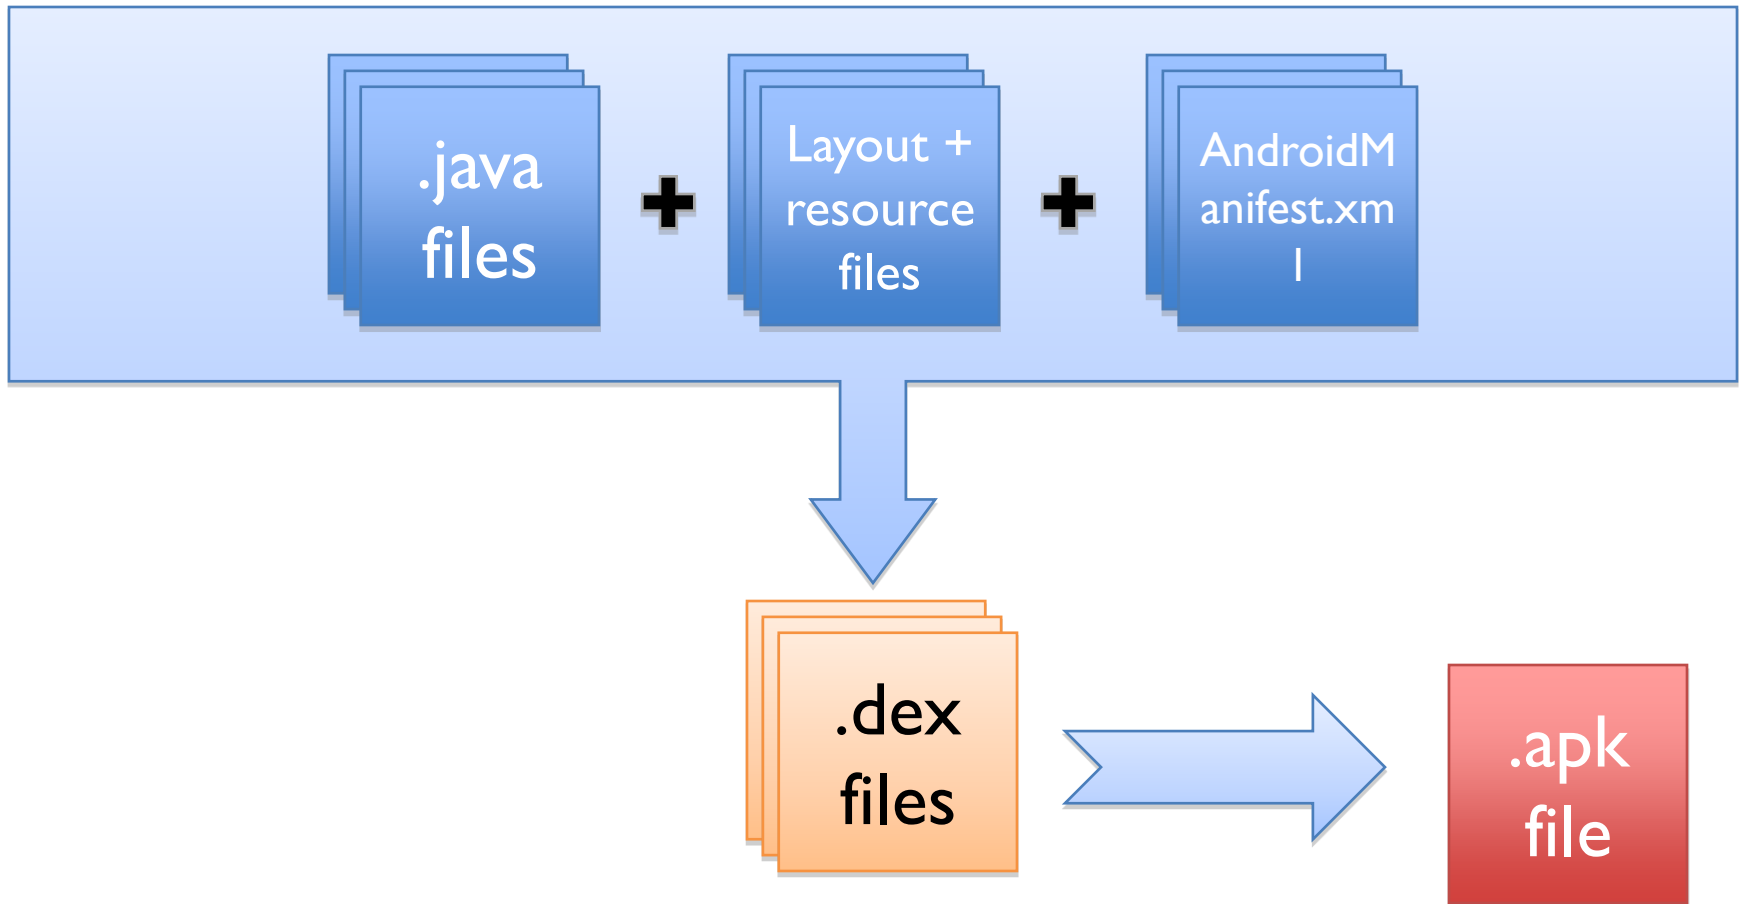 .java
files
Layout +
resource
files
AndroidM
anifest.xm
l
.dex
files
.apk
file